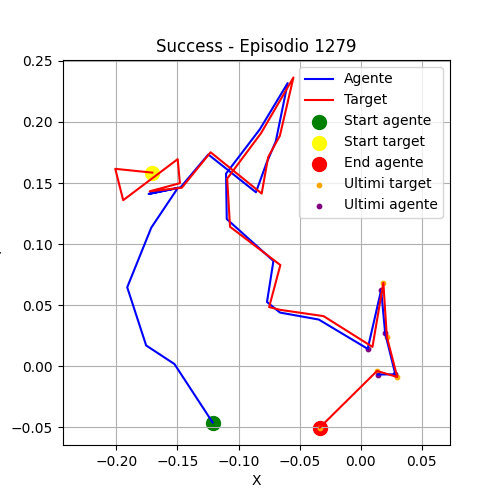 Success - Episodio 1279
Agente
Target
Start agente
Start target
End agente
Ultimi target
Ultimi agente
0.25
0.20
0.15
0.10
0.05
0.00
−0.05
−0.20 −0.15 −0.10 −0.05 0.00 0.05
X